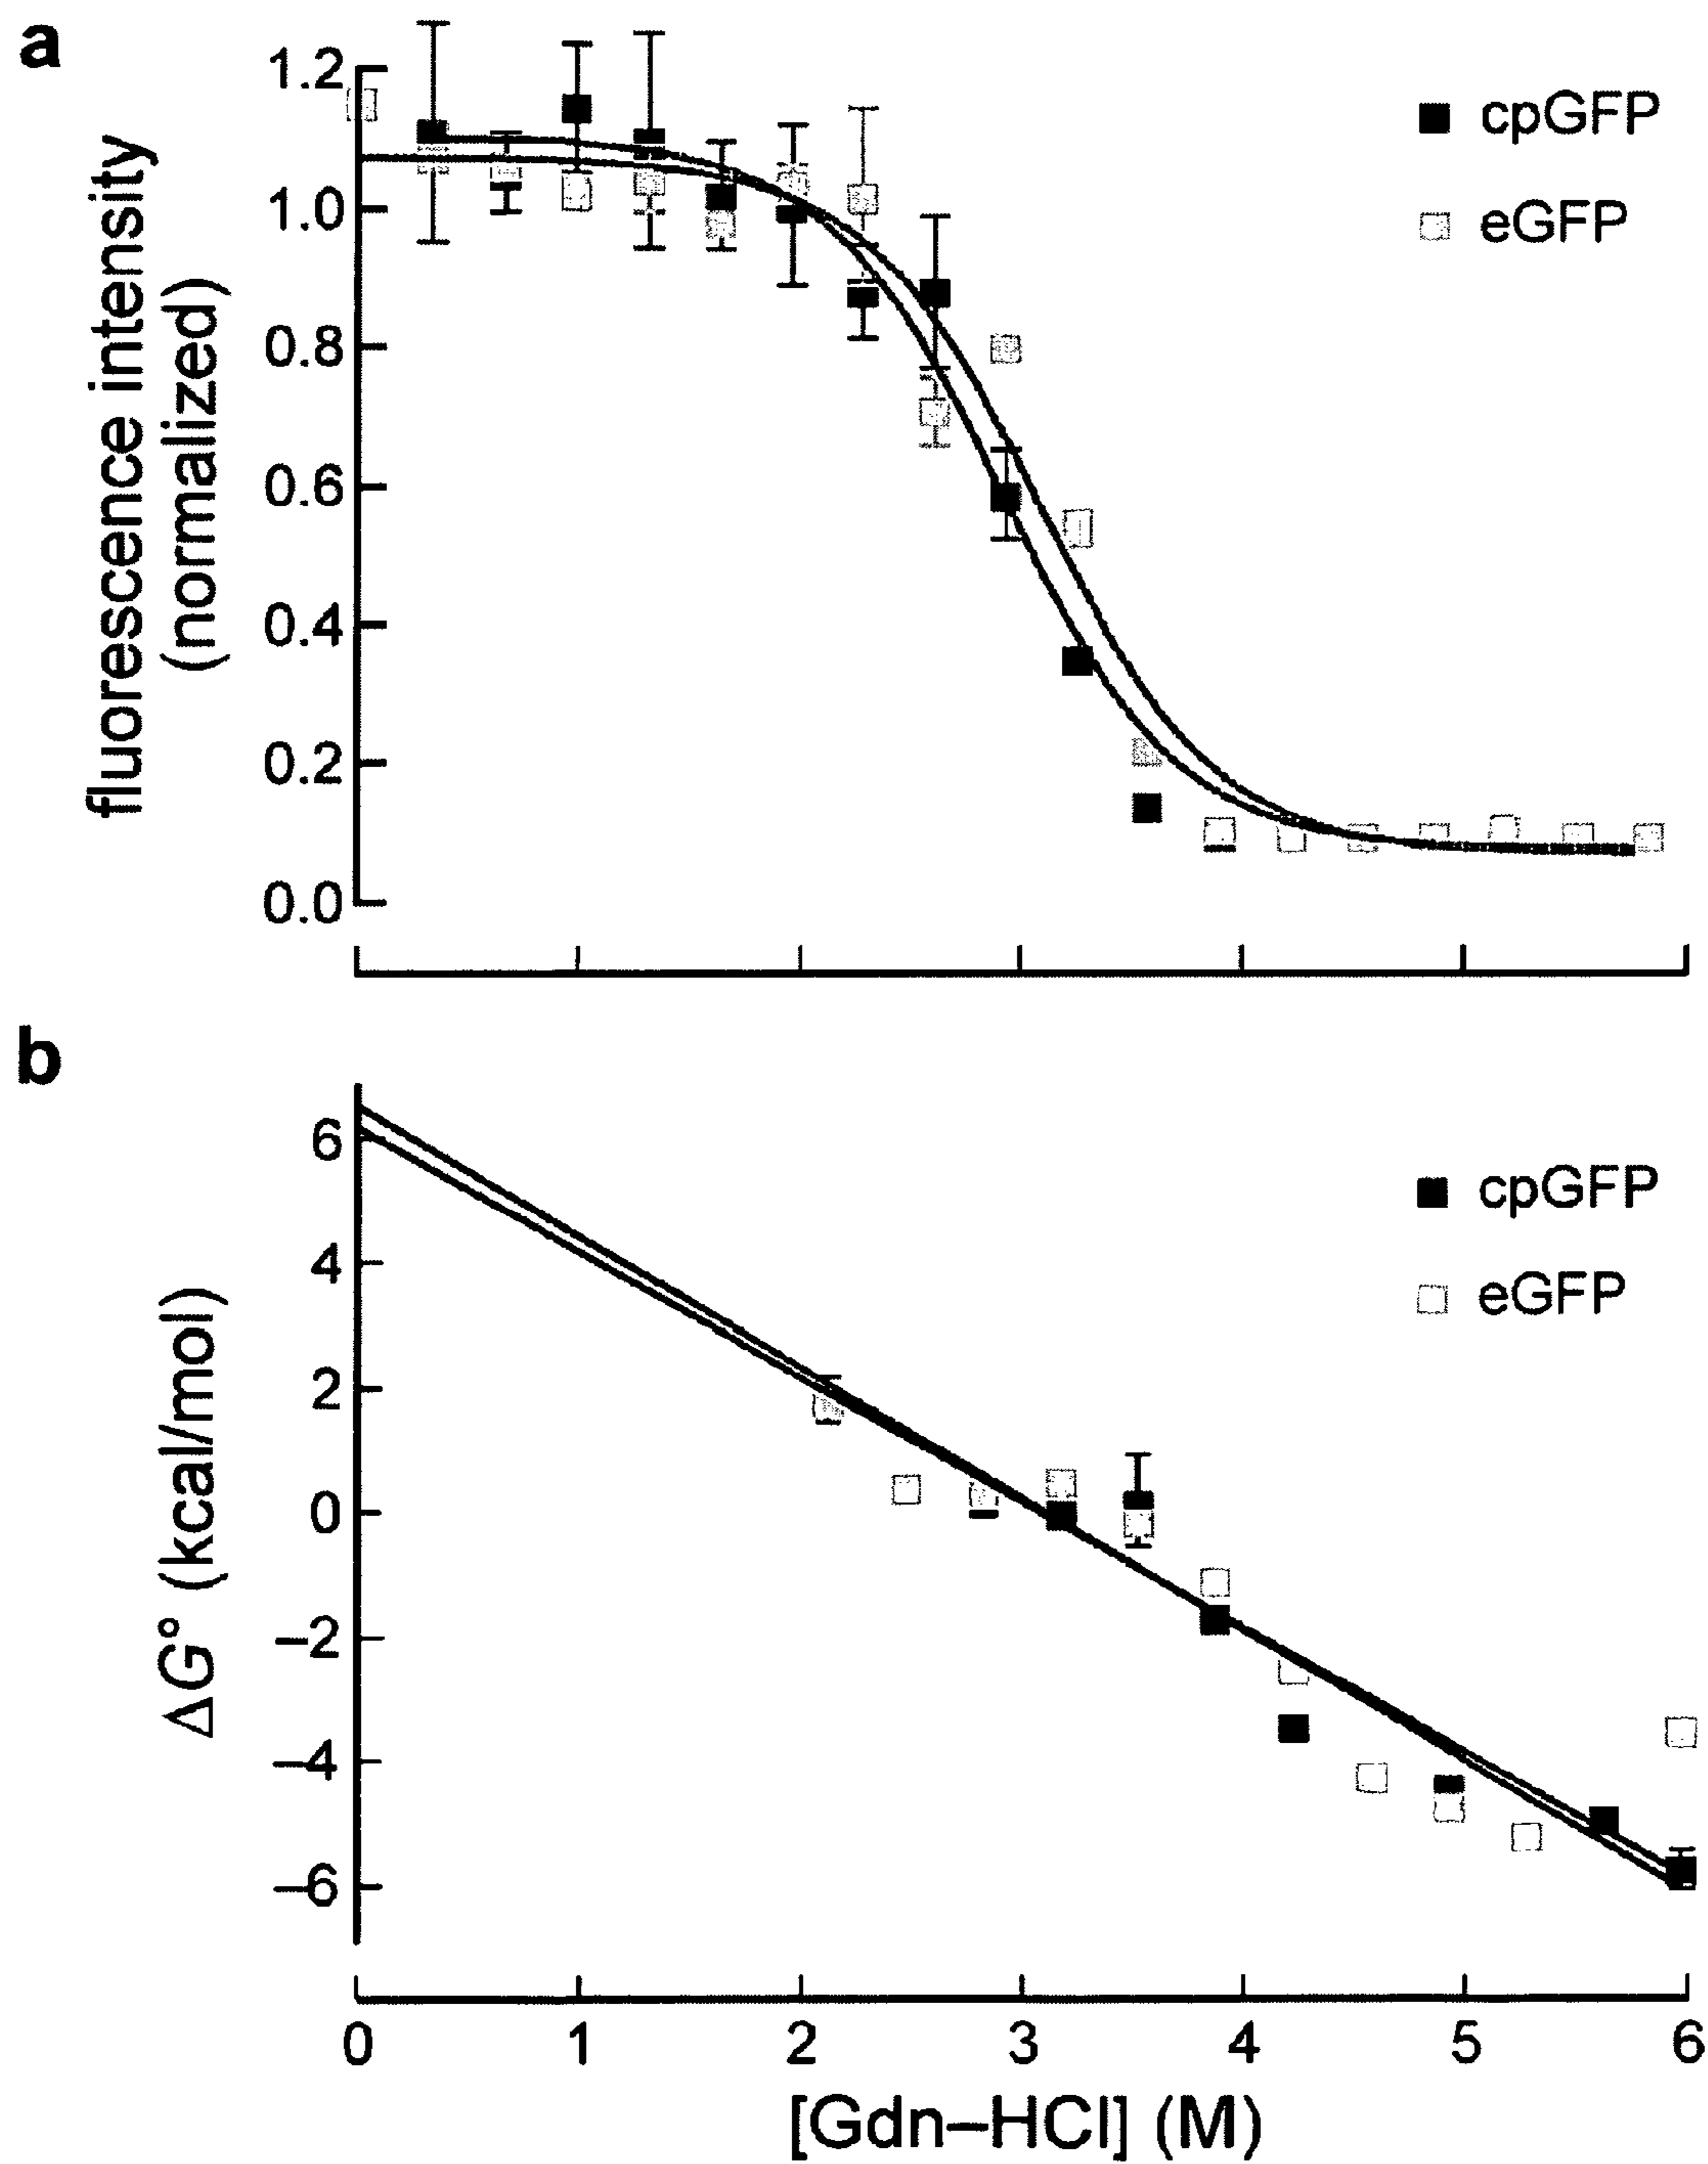 a
fluorescence intensity
(normalized)
1.2
1.0
0.8
0.6
0.4
0.2
0.0
cpGFP
eGFP
b
ΔG° (kcal/mol)
6
4
2
0
–2
–4
–6
cpGFP
eGFP
0 1 2 3 4 5 6
[Gdn–HCl] (M)